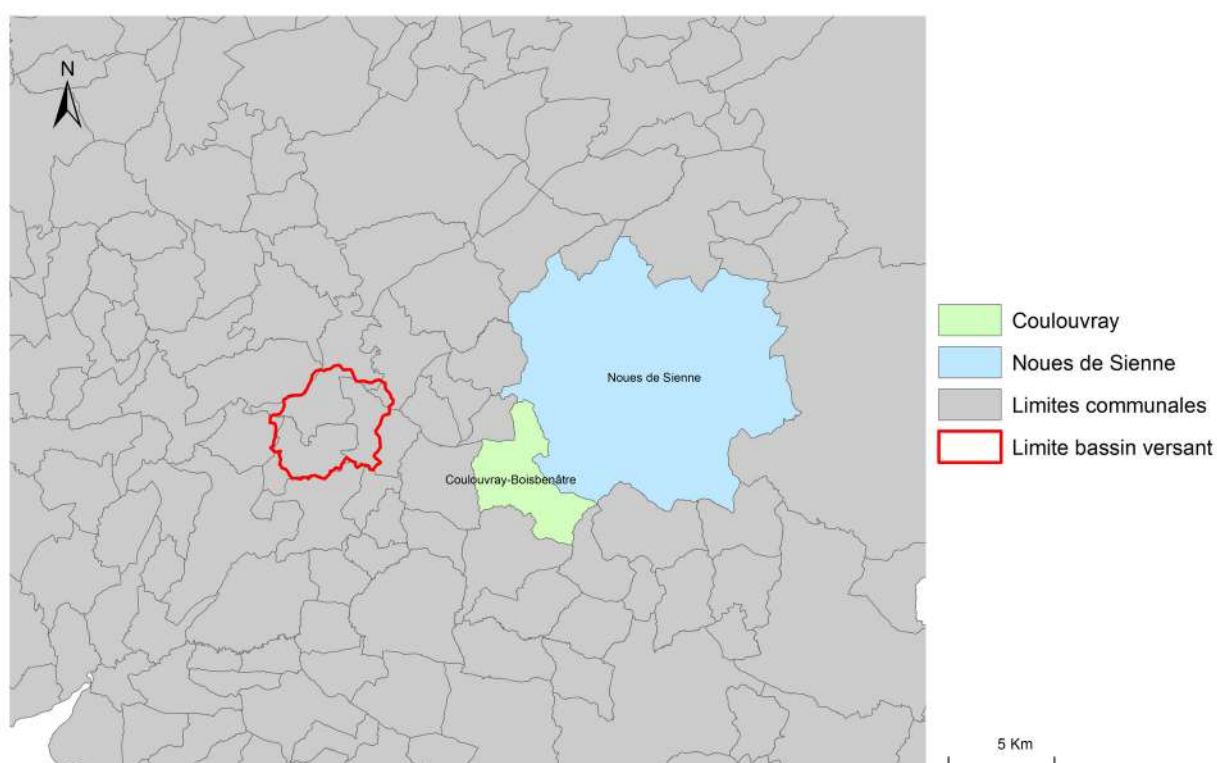 N
Noues de Sienne
Coulouvray-Boisbenâtre
Coulouvray
Noues de Sienne
Limites communales
Limite bassin versant
5 Km